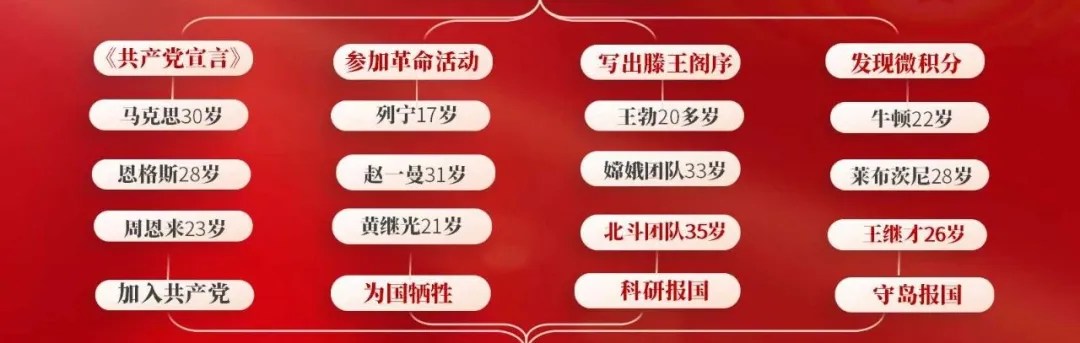 《共产党宣言》 参加革命活动 写出滕王阁序 发现微积分
马克思30岁 列宁17岁 王勃20多岁 牛顿22岁
恩格斯28岁 赵一曼31岁 嫦娥团队33岁 莱布茨尼28岁
周恩来23岁 黄继光21岁 北斗团队35岁 王继才26岁
加入共产党 为国牺牲 科研报国 守岛报国